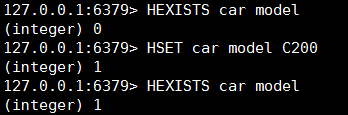 127.0.0.1:6379> HEXISTS car model
(integer) 0
127.0.0.1:6379> HSET car model C200
(integer) 1
127.0.0.1:6379> HEXISTS car model
(integer) 1